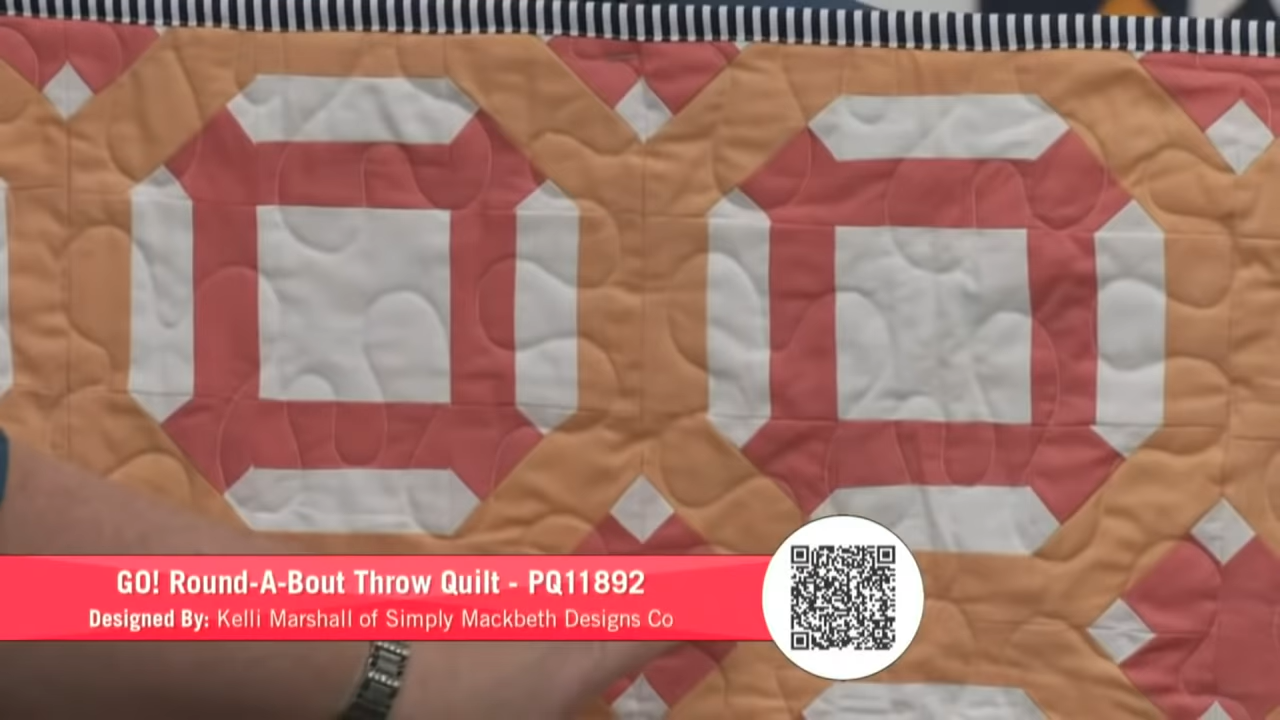 GO! Round-A-Bout Throw Quilt - PQ11892
Designed By: Kelli Marshall of Simply Mackbeth Designs Co